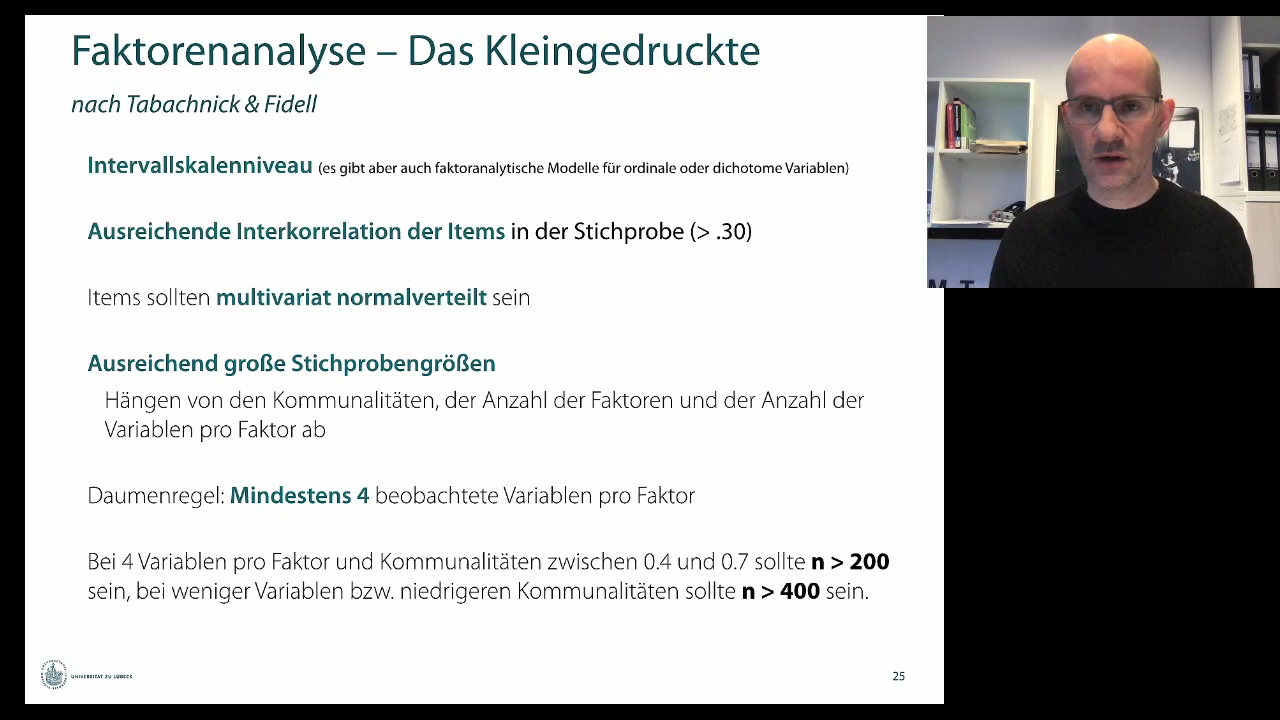 Faktorenanalyse – Das Kleingedruckte
nach Tabachnick & Fidell
Intervallskalenniveau (es gibt aber auch faktoranalytische Modelle für ordinale oder dichotome Variablen)
Ausreichende Interkorrelation der Items in der Stichprobe (> .30)
Items sollten multivariat normalverteilt sein
Ausreichend große Stichprobengrößen
Hängen von den Kommunalitäten, der Anzahl der Faktoren und der Anzahl der
Variablen pro Faktor ab
Daumenregel: Mindestens 4 beobachtete Variablen pro Faktor
Bei 4 Variablen pro Faktor und Kommunalitäten zwischen 0.4 und 0.7 sollte n > 200
sein, bei weniger Variablen bzw. niedrigeren Kommunalitäten sollte n > 400 sein.
UNIVERSITÄT ZU LÜBECK
25